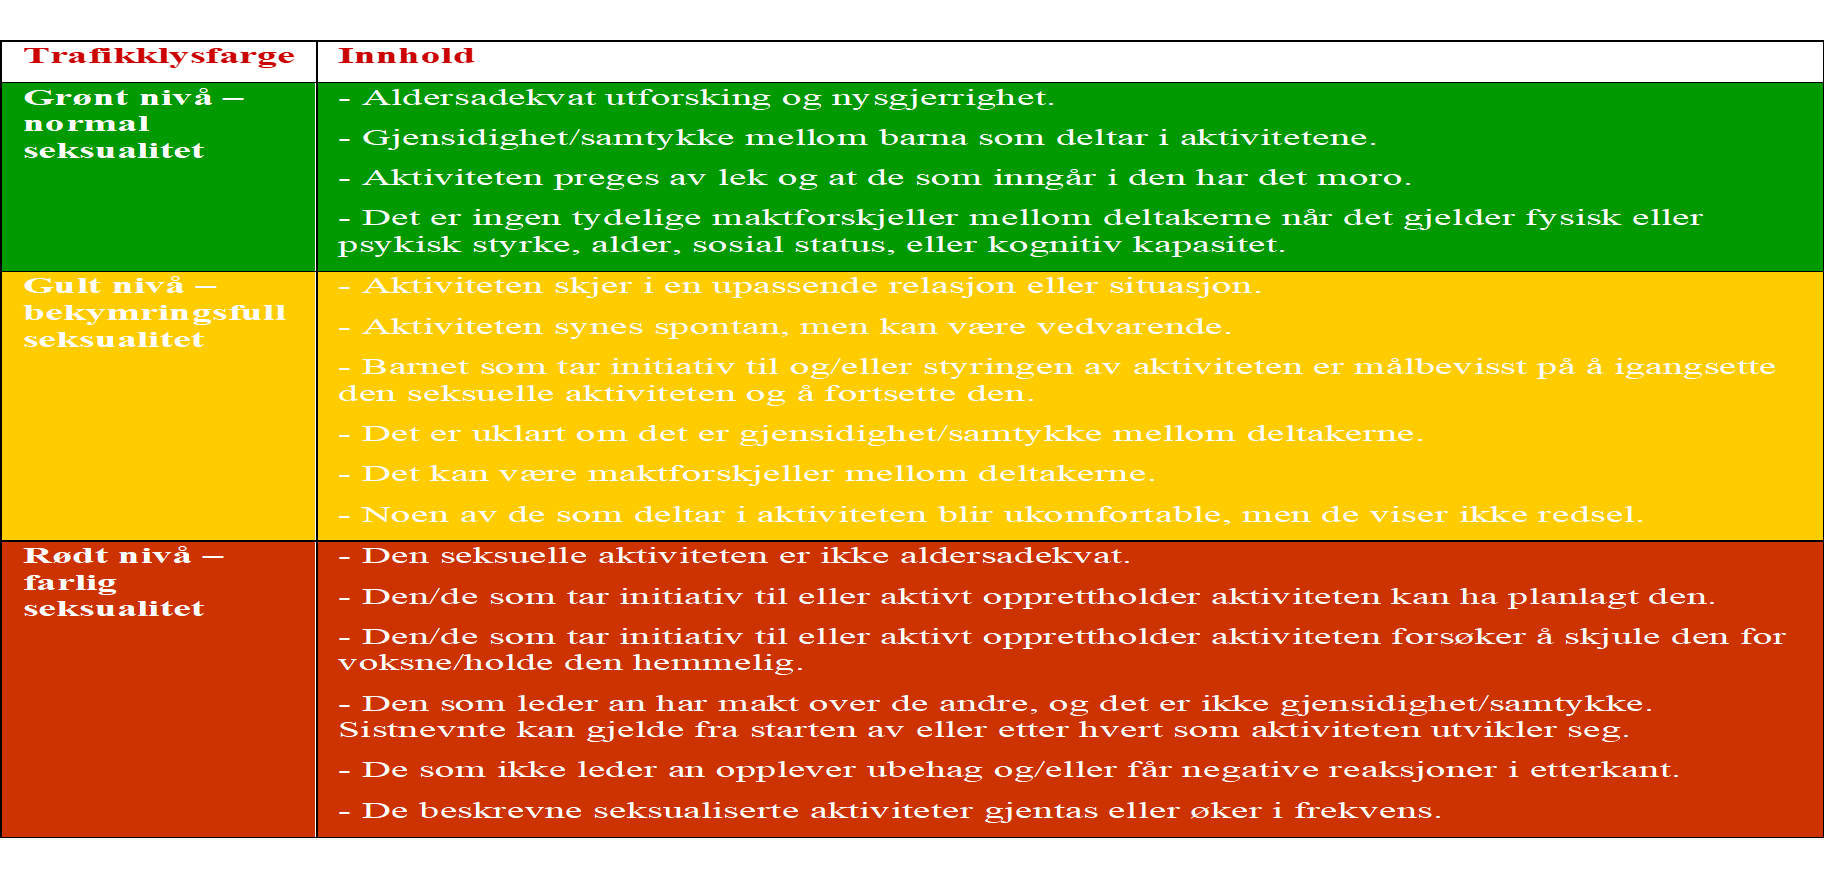 Trafikklysfarge
Innhold
Grønt nivå –
normal
seksualitet
- Aldersadekvat utforsking og nysgjerrighet.
- Gjensidighet/samtykke mellom barna som deltar i aktivitetene.
- Aktiviteten preges av lek og at de som inngår i den har det moro.
- Det er ingen tydelige maktforskjeller mellom deltakerne når det gjelder fysisk eller
psykisk styrke, alder, sosial status, eller kognitiv kapasitet.
Gult nivå –
bekymringsfull
seksualitet
- Aktiviteten skjer i en upassende relasjon eller situasjon.
- Aktiviteten synes spontan, men kan være vedvarende.
- Barnet som tar initiativ til og/eller styringen av aktiviteten er målbevisst på å igangsette
den seksuelle aktiviteten og å fortsette den.
- Det er uklart om det er gjensidighet/samtykke mellom deltakerne.
- Det kan være maktforskjeller mellom deltakerne.
- Noen av de som deltar i aktiviteten blir ukomfortable, men de viser ikke redsel.
Rødt nivå –
farlig
seksualitet
- Den seksuelle aktiviteten er ikke aldersadekvat.
- Den/de som tar initiativ til eller aktivt opprettholder aktiviteten kan ha planlagt den.
- Den/de som tar initiativ til eller aktivt opprettholder aktiviteten forsøker å skjule den for
voksne/holde den hemmelig.
- Den som leder an har makt over de andre, og det er ikke gjensidighet/samtykke.
Sistnevnte kan gjelde fra starten av eller etter hvert som aktiviteten utvikler seg.
- De som ikke leder an opplever ubehag og/eller får negative reaksjoner i etterkant.
- De beskrevne seksualiserte aktiviteter gjentas eller øker i frekvens.